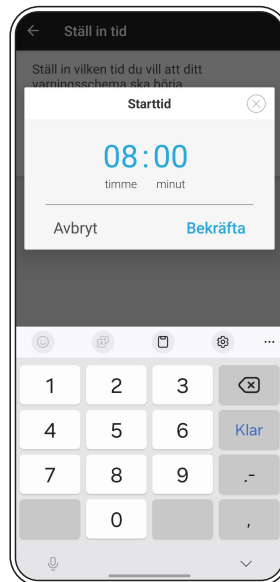 Ställ in tid
Ställ in vilken tid du vill att ditt
varningsschema ska börja
Starttid
08:00
timme minut
Avbryt Bekräfta
1 2 3
4 5 6 Klar
7 8 9 .-
0 ,